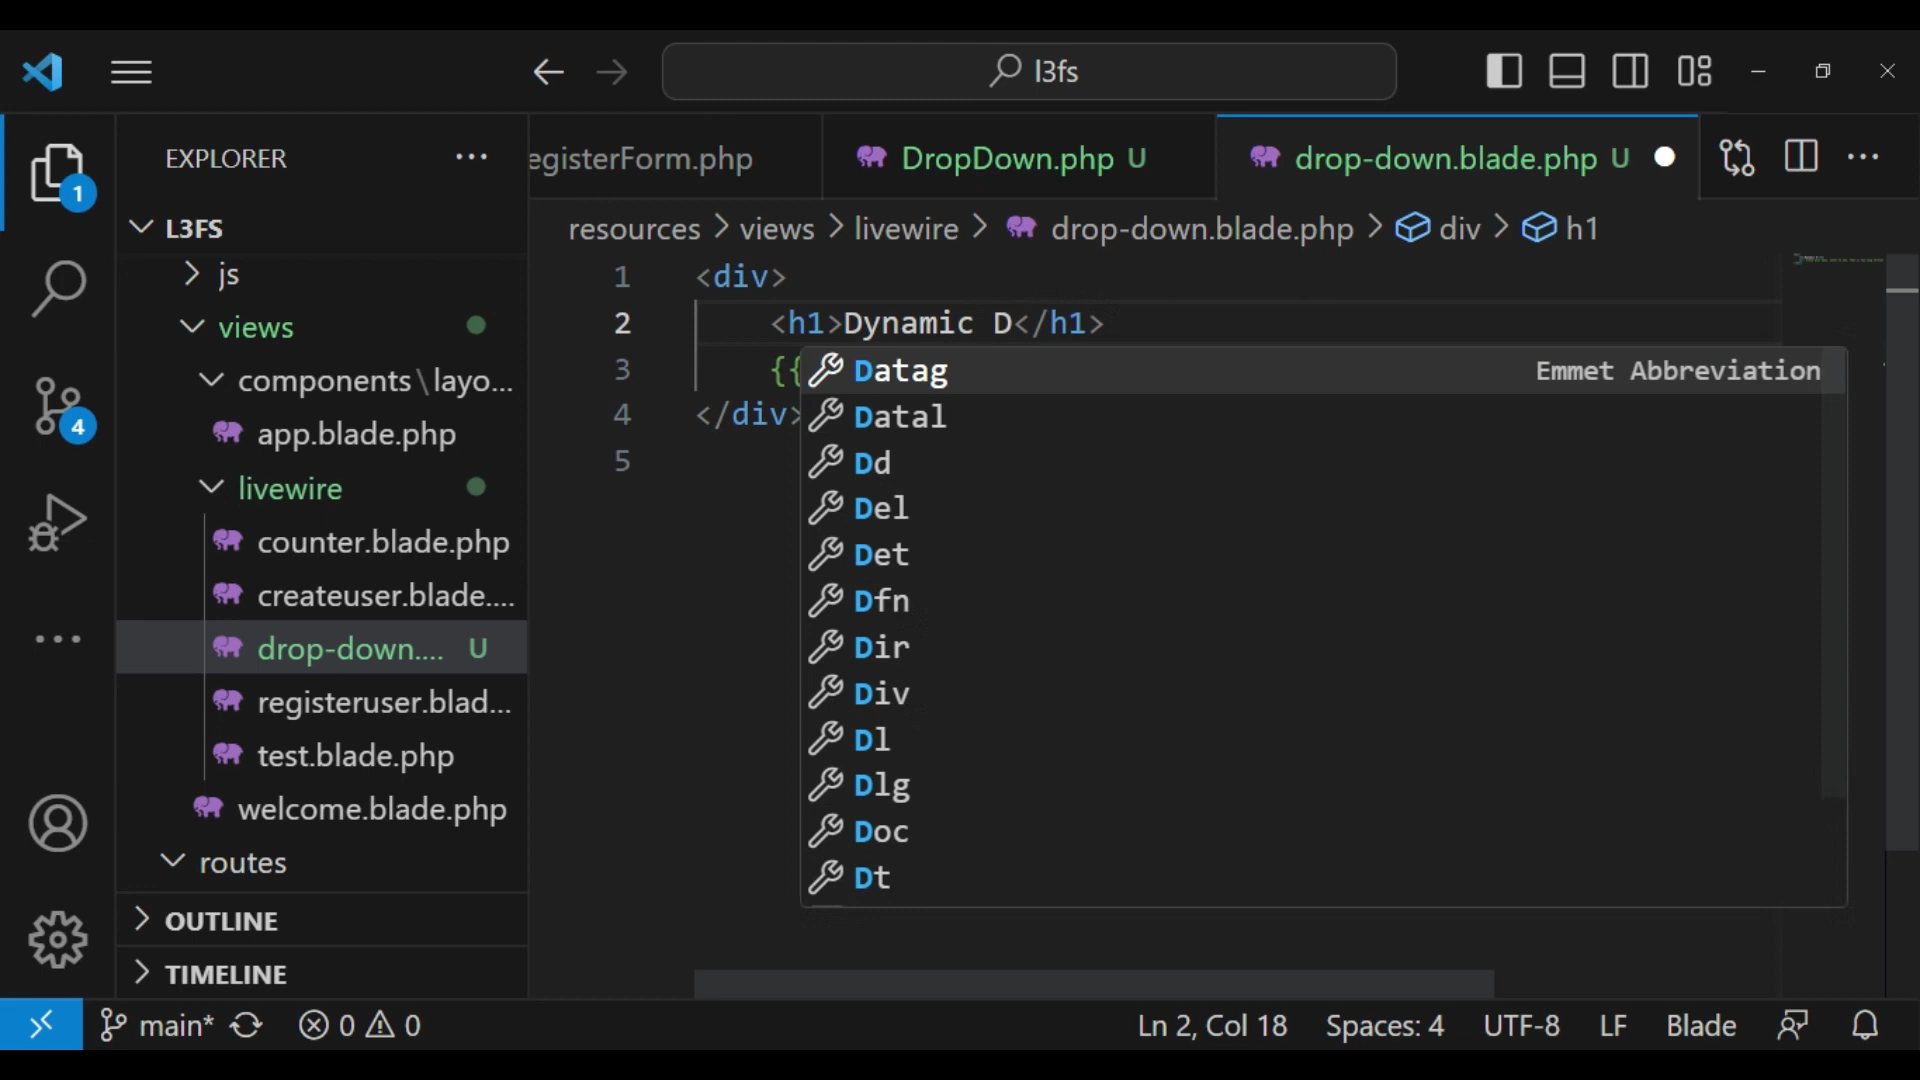 l3fs
EXPLORER
egisterForm.php
DropDown.php U
drop-down.blade.php U
1
L3FS
resources > views > livewire > drop-down.blade.php > div > h1
js
views
components\layo...
app.blade.php
livewire
counter.blade.php
createuser.blade....
drop-down.... U
registeruser.blad...
test.blade.php
welcome.blade.php
routes
OUTLINE
TIMELINE
4
1 <div>
2 <h1>Dynamic D</h1>
3 {{
4 </div>
5
Datag Emmet Abbreviation
Datal
Dd
Del
Det
Dfn
Dir
Div
Dl
Dlg
Doc
Dt
main* 0 0 Ln 2, Col 18 Spaces: 4 UTF-8 LF Blade